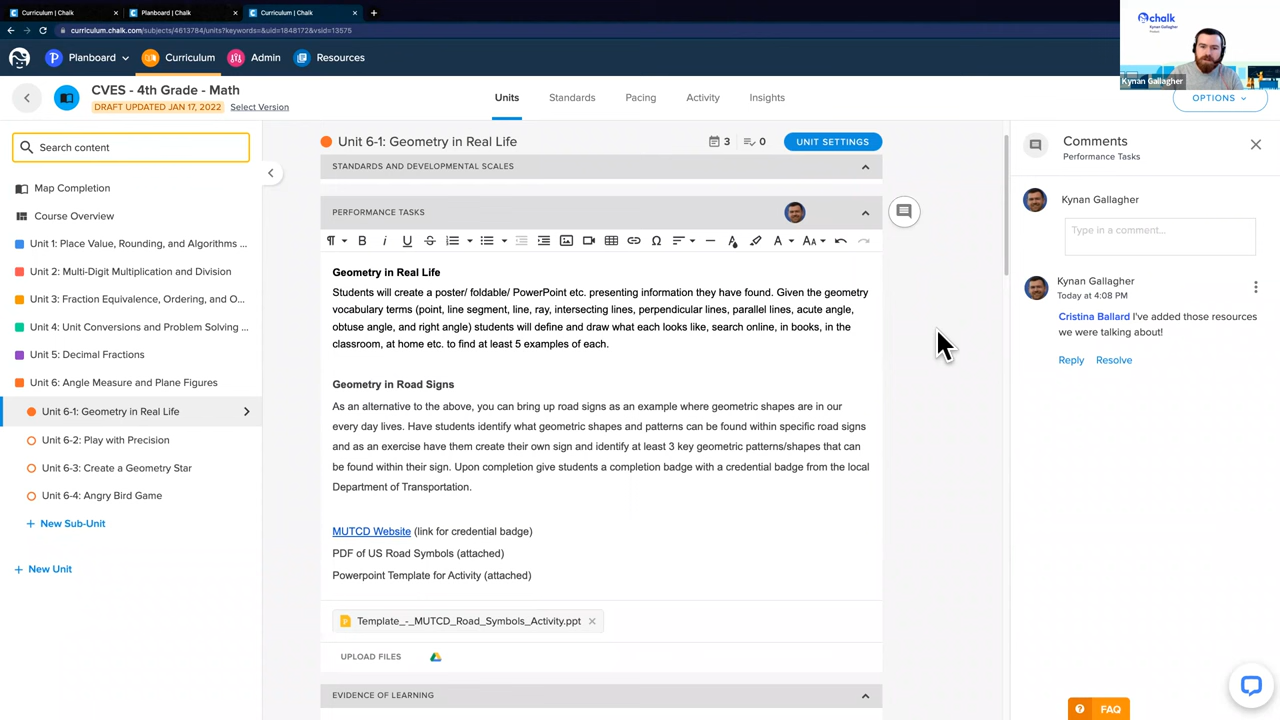 Curriculum | Chalk
Planboard | Chalk
Curriculum | Chalk
curriculum.chalk.com/subjects/4613784/units?keywords=&uid=1848172&vsid=13575
Planboard
Curriculum
Admin
Resources
chalk
Kynan Gallagher
Product
Kynan Gallagher
CVES - 4th Grade - Math
DRAFT UPDATED JAN 17, 2022 Select Version
Units
Standards
Pacing
Activity
Insights
OPTIONS
Search content
Map Completion
Course Overview
Unit 1: Place Value, Rounding, and Algorithms ...
Unit 2: Multi-Digit Multiplication and Division
Unit 3: Fraction Equivalence, Ordering, and O...
Unit 4: Unit Conversions and Problem Solving ...
Unit 5: Decimal Fractions
Unit 6: Angle Measure and Plane Figures
Unit 6-1: Geometry in Real Life
Unit 6-2: Play with Precision
Unit 6-3: Create a Geometry Star
Unit 6-4: Angry Bird Game
+ New Sub-Unit
+ New Unit
Unit 6-1: Geometry in Real Life
3
0
UNIT SETTINGS
STANDARDS AND DEVELOPMENTAL SCALES
PERFORMANCE TASKS
Geometry in Real Life
Students will create a poster/ foldable/ PowerPoint etc. presenting information they have found. Given the geometry
vocabulary terms (point, line segment, line, ray, intersecting lines, perpendicular lines, parallel lines, acute angle,
obtuse angle, and right angle) students will define and draw what each looks like, search online, in books, in the
classroom, at home etc. to find at least 5 examples of each.
Geometry in Road Signs
As an alternative to the above, you can bring up road signs as an example where geometric shapes are in our
every day lives. Have students identify what geometric shapes and patterns can be found within specific road signs
and as an exercise have them create their own sign and identify at least 3 key geometric patterns/shapes that can
be found within their sign. Upon completion give students a completion badge with a credential badge from the local
Department of Transportation.
MUTCD Website (link for credential badge)
PDF of US Road Symbols (attached)
Powerpoint Template for Activity (attached)
Template_-_MUTCD_Road_Symbols_Activity.ppt
UPLOAD FILES
EVIDENCE OF LEARNING
Comments
Performance Tasks
Kynan Gallagher
Type in a comment...
Kynan Gallagher
Today at 4:08 PM
Cristina Ballard I've added those resources
we were talking about!
Reply
Resolve
FAQ